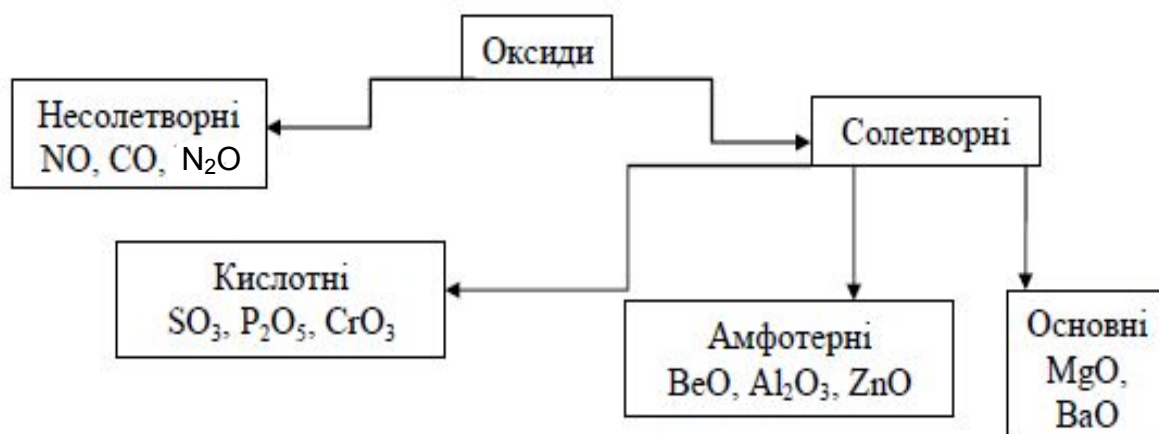 Оксиди
Несолетворні
NO, CO, N₂O
Солетворні
Кислотні
SO₃, P₂O₅, CrO₃
Амфотерні
BeO, Al₂O₃, ZnO
Основні
MgO,
BaO